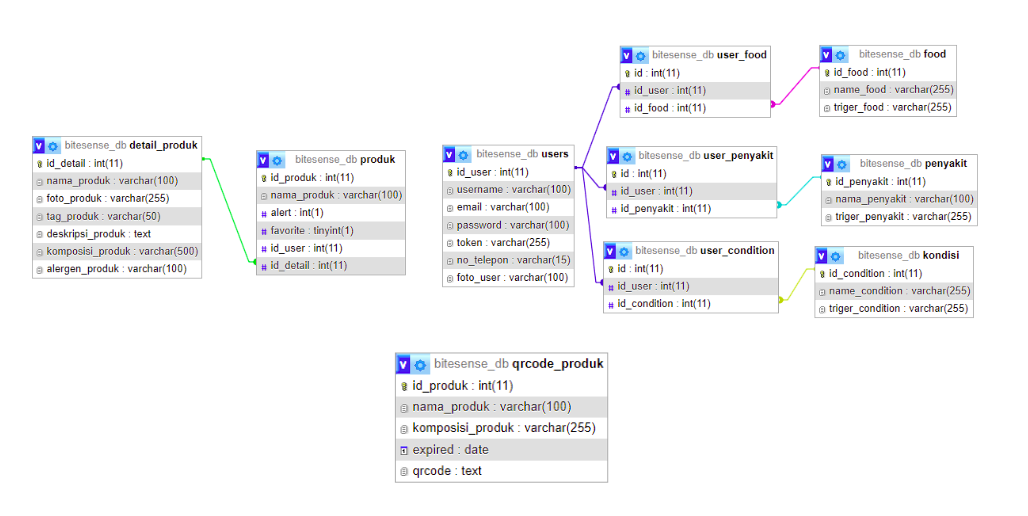 bitesense_db detail_produk
id_detail : int(11)
nama_produk : varchar(100)
foto_produk : varchar(255)
tag_produk : varchar(50)
deskripsi_produk : text
komposisi_produk : varchar(500)
alergen_produk : varchar(100)
bitesense_db produk
id_produk : int(11)
nama_produk : varchar(100)
alert : int(1)
favorite : tinyint(1)
id_user : int(11)
id_detail : int(11)
bitesense_db users
id_user : int(11)
username : varchar(100)
email : varchar(100)
password : varchar(100)
token : varchar(255)
no_telepon : varchar(15)
foto_user : varchar(100)
bitesense_db user_food
id : int(11)
id_user : int(11)
id_food : int(11)
bitesense_db food
id_food : int(11)
name_food : varchar(255)
triger_food : varchar(255)
bitesense_db user_penyakit
id : int(11)
id_user : int(11)
id_penyakit : int(11)
bitesense_db penyakit
id_penyakit : int(11)
nama_penyakit : varchar(100)
triger_penyakit : varchar(255)
bitesense_db user_condition
id : int(11)
id_user : int(11)
id_condition : int(11)
bitesense_db kondisi
id_condition : int(11)
name_condition : varchar(255)
triger_condition : varchar(255)
bitesense_db qrcode_produk
id_produk : int(11)
nama_produk : varchar(100)
komposisi_produk : varchar(255)
expired : date
qrcode : text